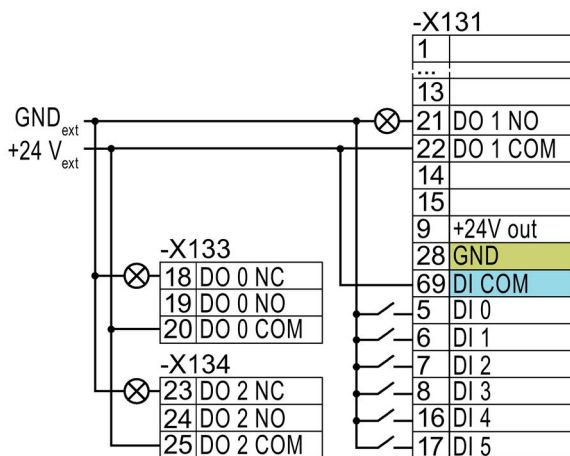 -X131
1
...
13
GND ext
21 DO 1 NO
+24 V ext
22 DO 1 COM
14
15
9 +24V out
28 GND
69 DI COM
5 DI 0
6 DI 1
7 DI 2
8 DI 3
16 DI 4
17 DI 5
-X133
18 DO 0 NC
19 DO 0 NO
20 DO 0 COM
-X134
23 DO 2 NC
24 DO 2 NO
25 DO 2 COM